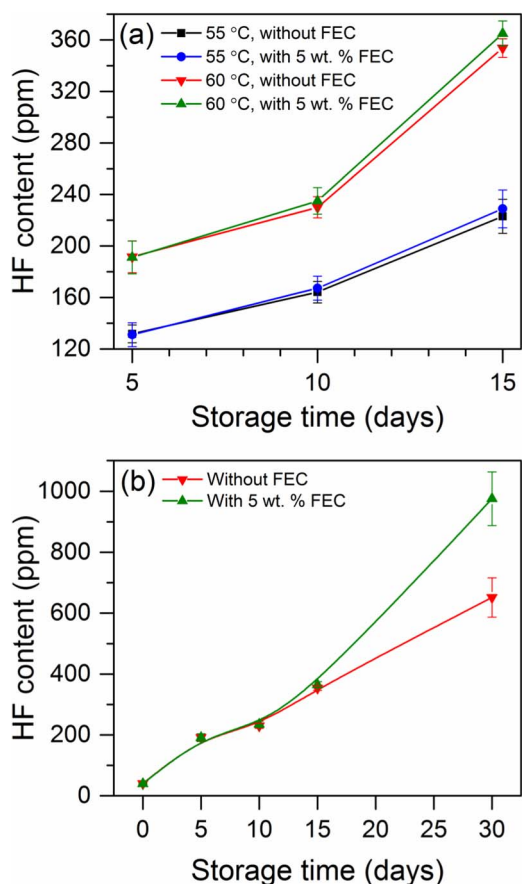 (a)
55 °C, without FEC
55 °C, with 5 wt. % FEC
60 °C, without FEC
60 °C, with 5 wt. % FEC
HF content (ppm)
360
320
280
240
200
160
120
5 10 15
Storage time (days)
(b)
Without FEC
With 5 wt. % FEC
HF content (ppm)
1000
800
600
400
200
0
0 5 10 15 20 25 30
Storage time (days)